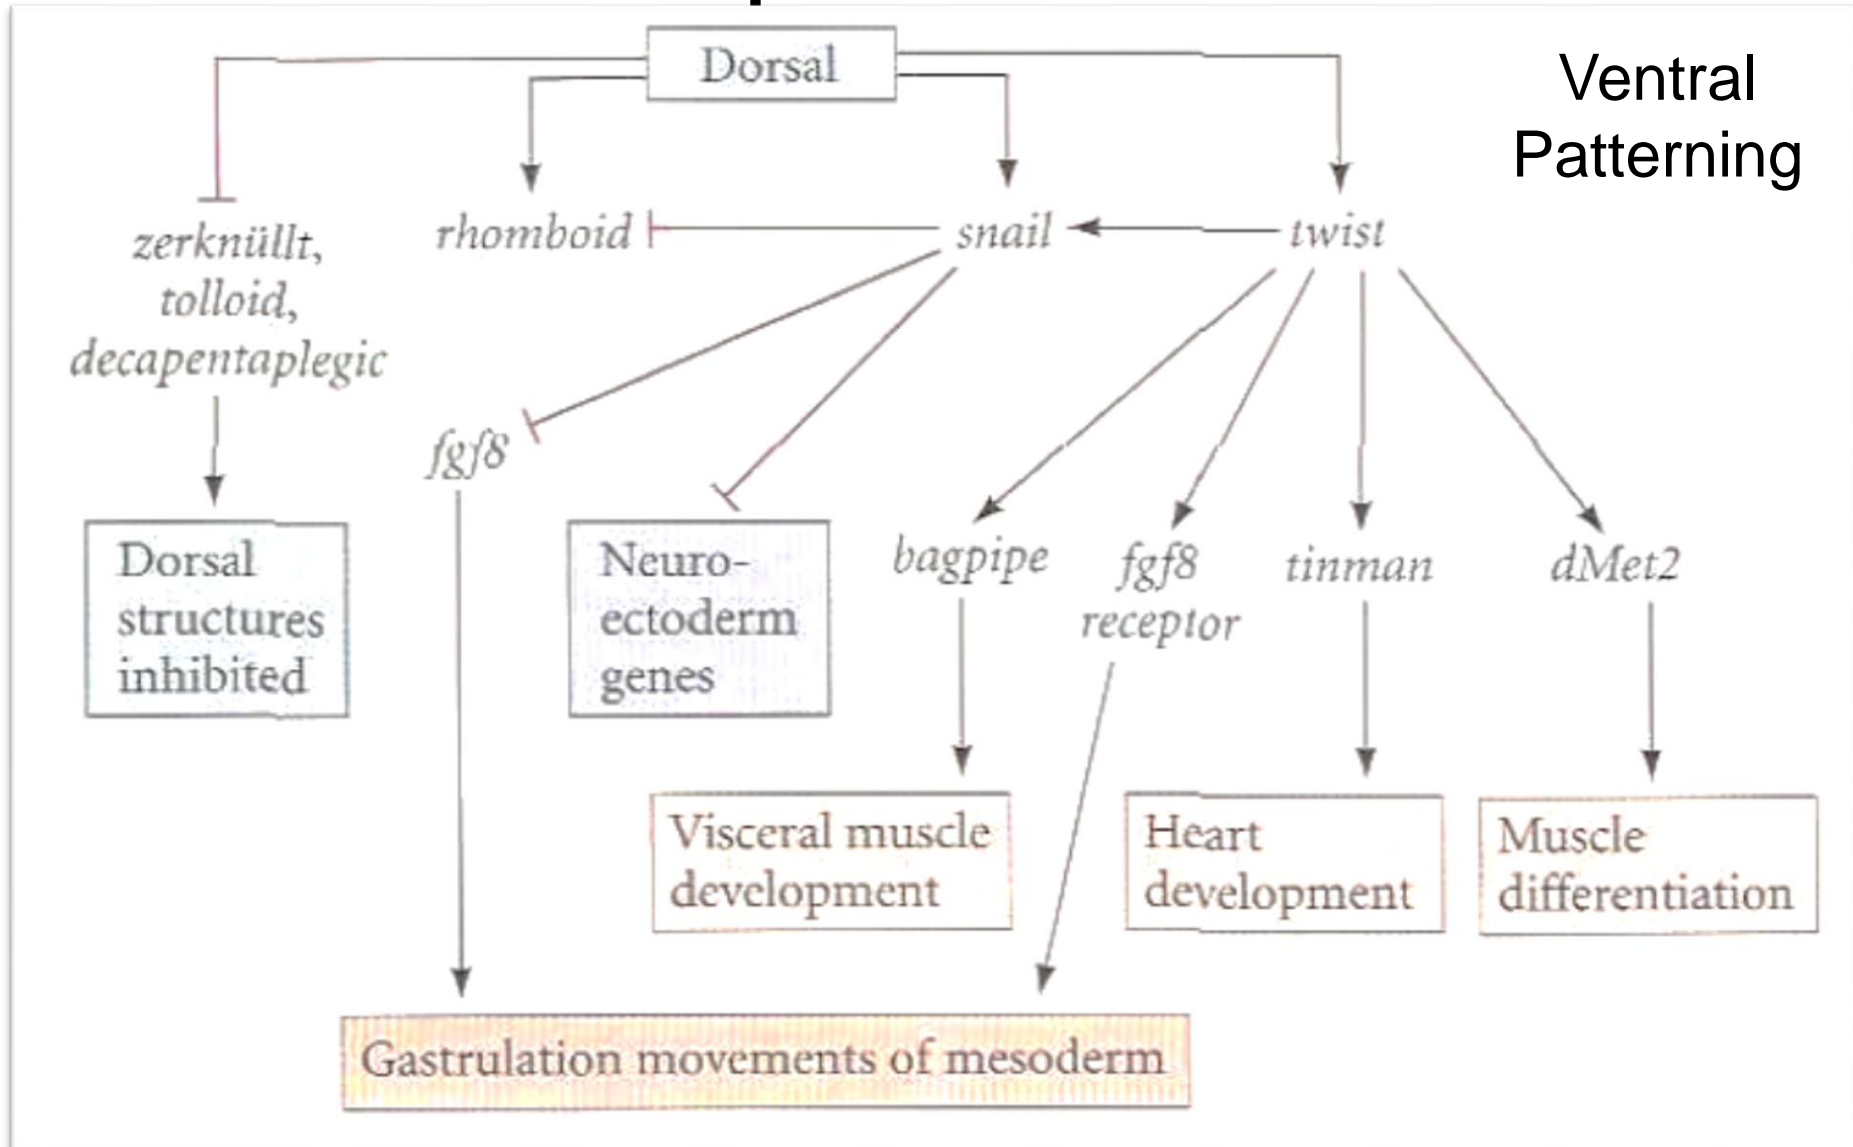 Dorsal
Ventral
Patterning
zerknüllt,
tolloid,
decapentaplegic
rhomboid
snail
twist
fgf8
Dorsal
structures
inhibited
Neuro-
ectoderm
genes
bagpipe
fgf8
receptor
tinman
dMet2
Visceral muscle
development
Heart
development
Muscle
differentiation
Gastrulation movements of mesoderm